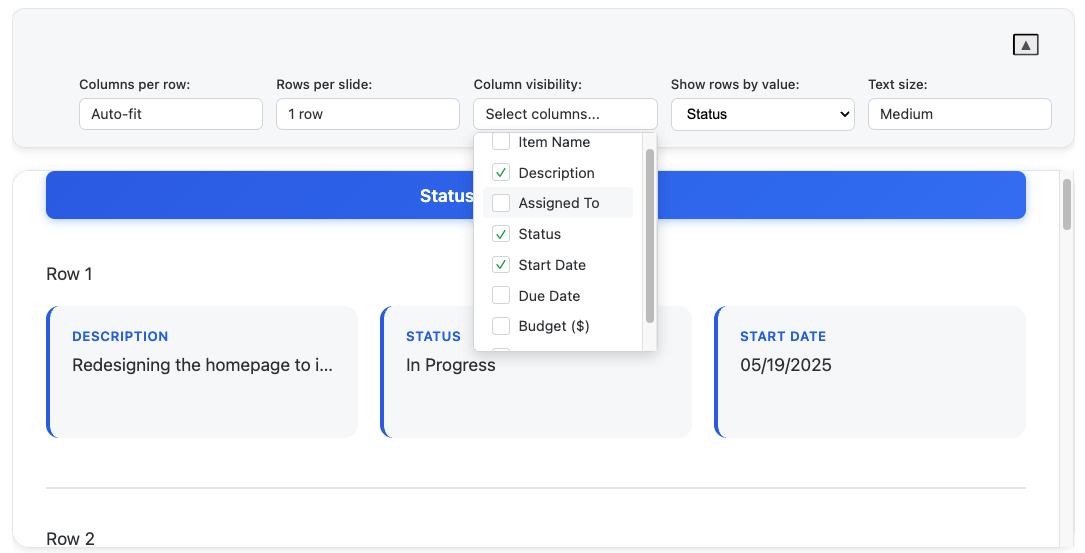 ▲
Columns per row: Rows per slide: Column visibility: Show rows by value: Text size:
Auto-fit 1 row Select columns... Status Medium
Item Name
Description
Assigned To
Status
Start Date
Due Date
Budget ($)
Status
Row 1
DESCRIPTION STATUS START DATE
Redesigning the homepage to i... In Progress 05/19/2025
Row 2